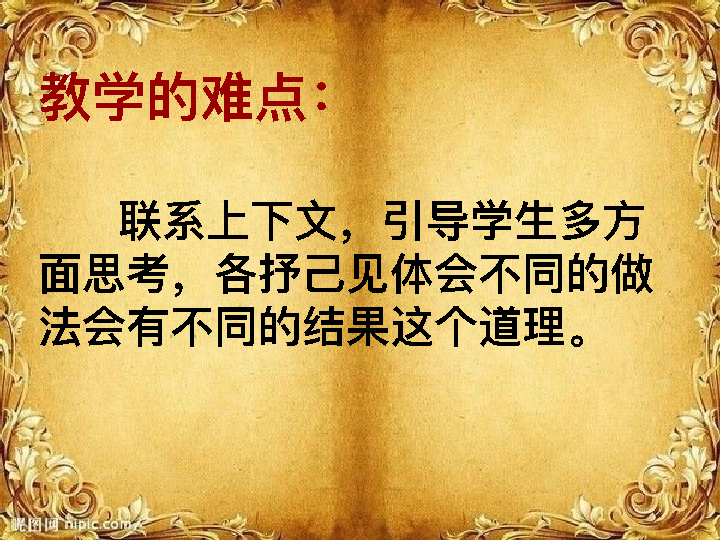 教学的难点：
联系上下文，引导学生多方
面思考，各抒己见体会不同的做
法会有不同的结果这个道理。
昵图网 nipic.com